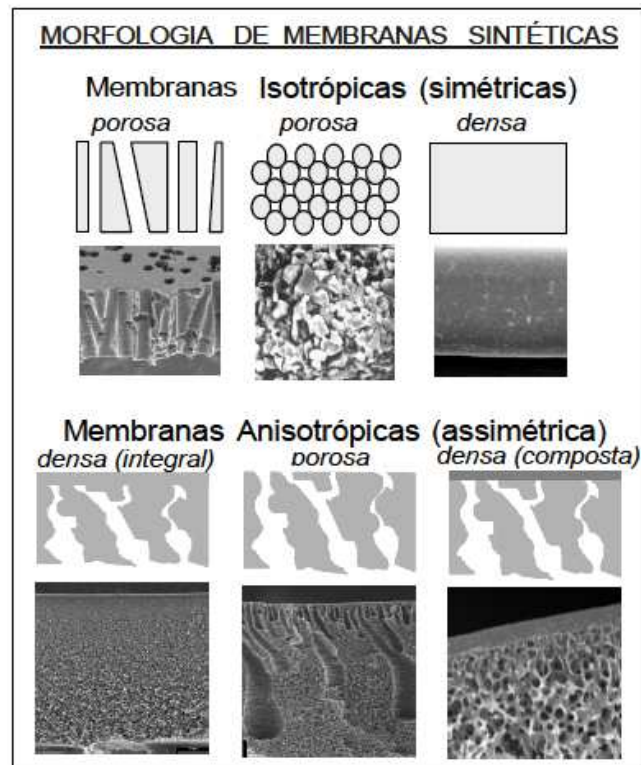 MORFOLOGIA DE MEMBRANAS SINTÉTICAS
Membranas Isotrópicas (simétricas)
porosa porosa densa
Membranas Anisotrópicas (assimétrica)
densa (integral) porosa densa (composta)